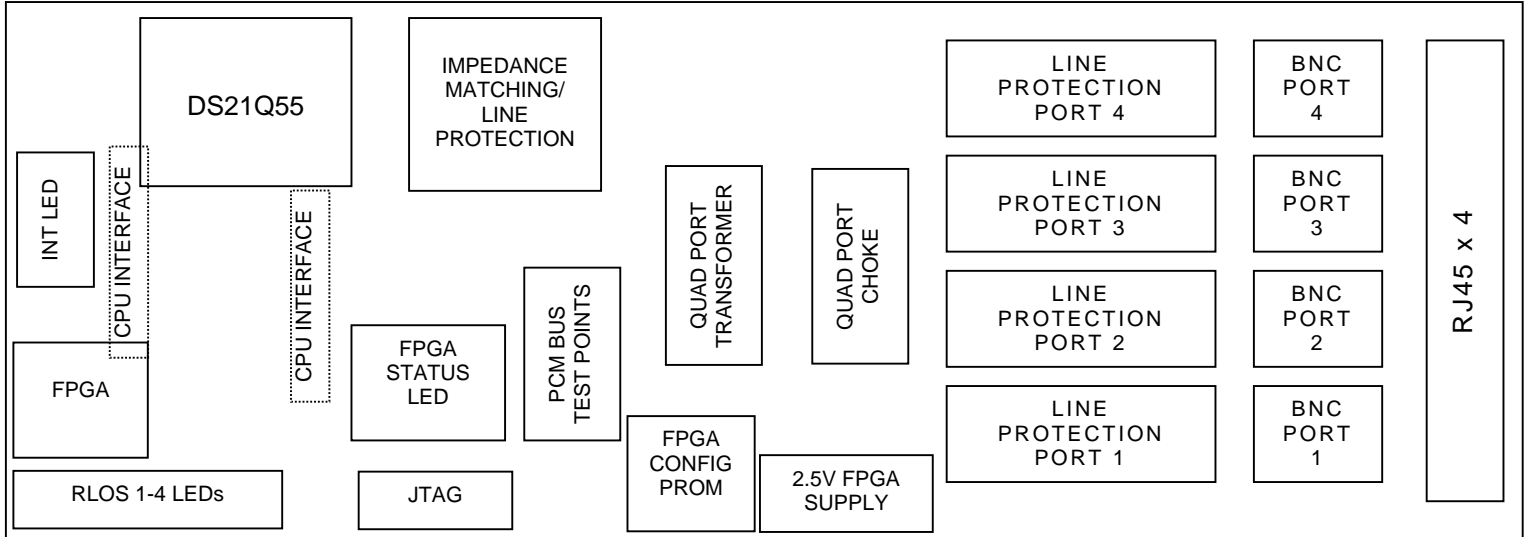 DS21Q55
IMPEDANCE
MATCHING/
LINE
PROTECTION
LINE
PROTECTION
PORT 4
BNC
PORT
4
INT LED
CPU INTERFACE
CPU INTERFACE
QUAD PORT
TRANSFORMER
QUAD PORT
CHOKE
LINE
PROTECTION
PORT 3
BNC
PORT
3
RJ45 x 4
FPGA
FPGA
STATUS
LED
PCM BUS
TEST POINTS
LINE
PROTECTION
PORT 2
BNC
PORT
2
FPGA
CONFIG
PROM
LINE
PROTECTION
PORT 1
BNC
PORT
1
RLOS 1-4 LEDs
JTAG
2.5V FPGA
SUPPLY